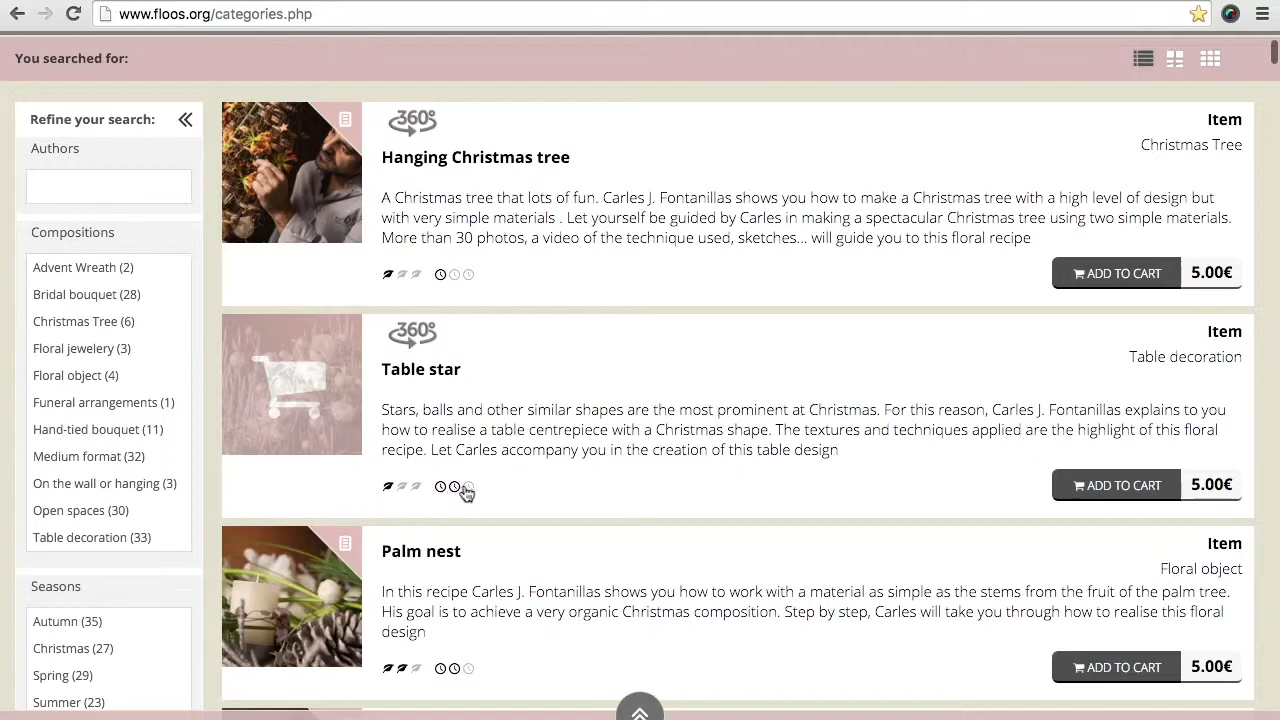 www.floos.org/categories.php
You searched for:
Refine your search:
Authors
Compositions
Advent Wreath (2)
Bridal bouquet (28)
Christmas Tree (6)
Floral jewelery (3)
Floral object (4)
Funeral arrangements (1)
Hand-tied bouquet (11)
Medium format (32)
On the wall or hanging (3)
Open spaces (30)
Table decoration (33)
Seasons
Autumn (35)
Christmas (27)
Spring (29)
Summer (23)
360º
Item
Hanging Christmas tree
Christmas Tree
A Christmas tree that lots of fun. Carles J. Fontanillas shows you how to make a Christmas tree with a high level of design but
with very simple materials . Let yourself be guided by Carles in making a spectacular Christmas tree using two simple materials.
More than 30 photos, a video of the technique used, sketches... will guide you to this floral recipe
ADD TO CART 5.00€
360º
Item
Table star
Table decoration
Stars, balls and other similar shapes are the most prominent at Christmas. For this reason, Carles J. Fontanillas explains to you
how to realise a table centrepiece with a Christmas shape. The textures and techniques applied are the highlight of this floral
recipe. Let Carles accompany you in the creation of this table design
ADD TO CART 5.00€
Item
Palm nest
Floral object
In this recipe Carles J. Fontanillas shows you how to work with a material as simple as the stems from the fruit of the palm tree.
His goal is to achieve a very organic Christmas composition. Step by step, Carles will take you through how to realise this floral
design
ADD TO CART 5.00€